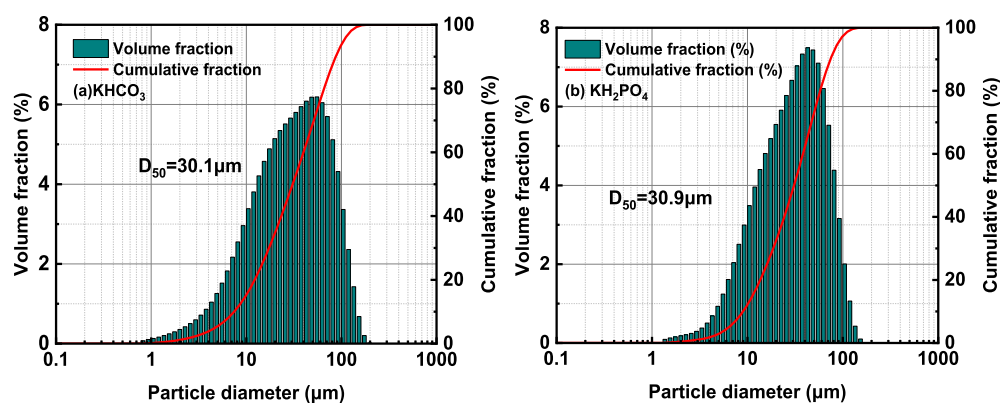 Volume fraction (%)
8
6
4
2
0
Volume fraction
Cumulative fraction
(a)KHCO₃
D₅₀=30.1μm
100
80
60
40
20
0
Cumulative fraction (%)
0.1 1 10 100 1000
Particle diameter (μm)
Volume fraction (%)
8
6
4
2
0
Volume fraction (%)
Cumulative fraction (%)
(b) KH₂PO₄
D₅₀=30.9μm
100
80
60
40
20
0
Cumulative fraction (%)
0.1 1 10 100 1000
Particle diameter (μm)